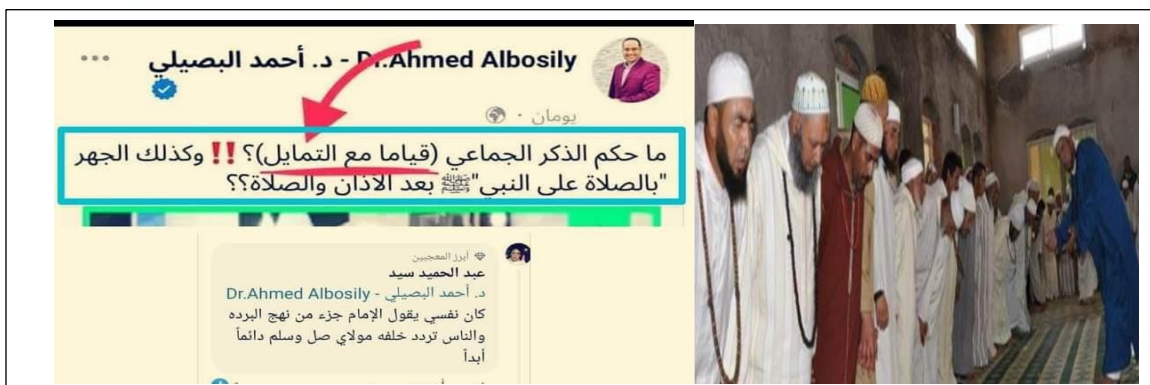 د. أحمد البصيلي - Dr.Ahmed Albosily
يومان ·
ما حكم الذكر الجماعي (قياما مع التمايل)؟ ‼ وكذلك الجهر
"بالصلاة على النبي"ﷺ بعد الأذان والصلاة؟؟
أبرز المعجبين
عبد الحميد سيد
د. أحمد البصيلي - Dr.Ahmed Albosily
كان نفسي يقول الإمام جزء من نهج البرده
والناس تردد خلفه مولاي صل وسلم دائماً
أبداً